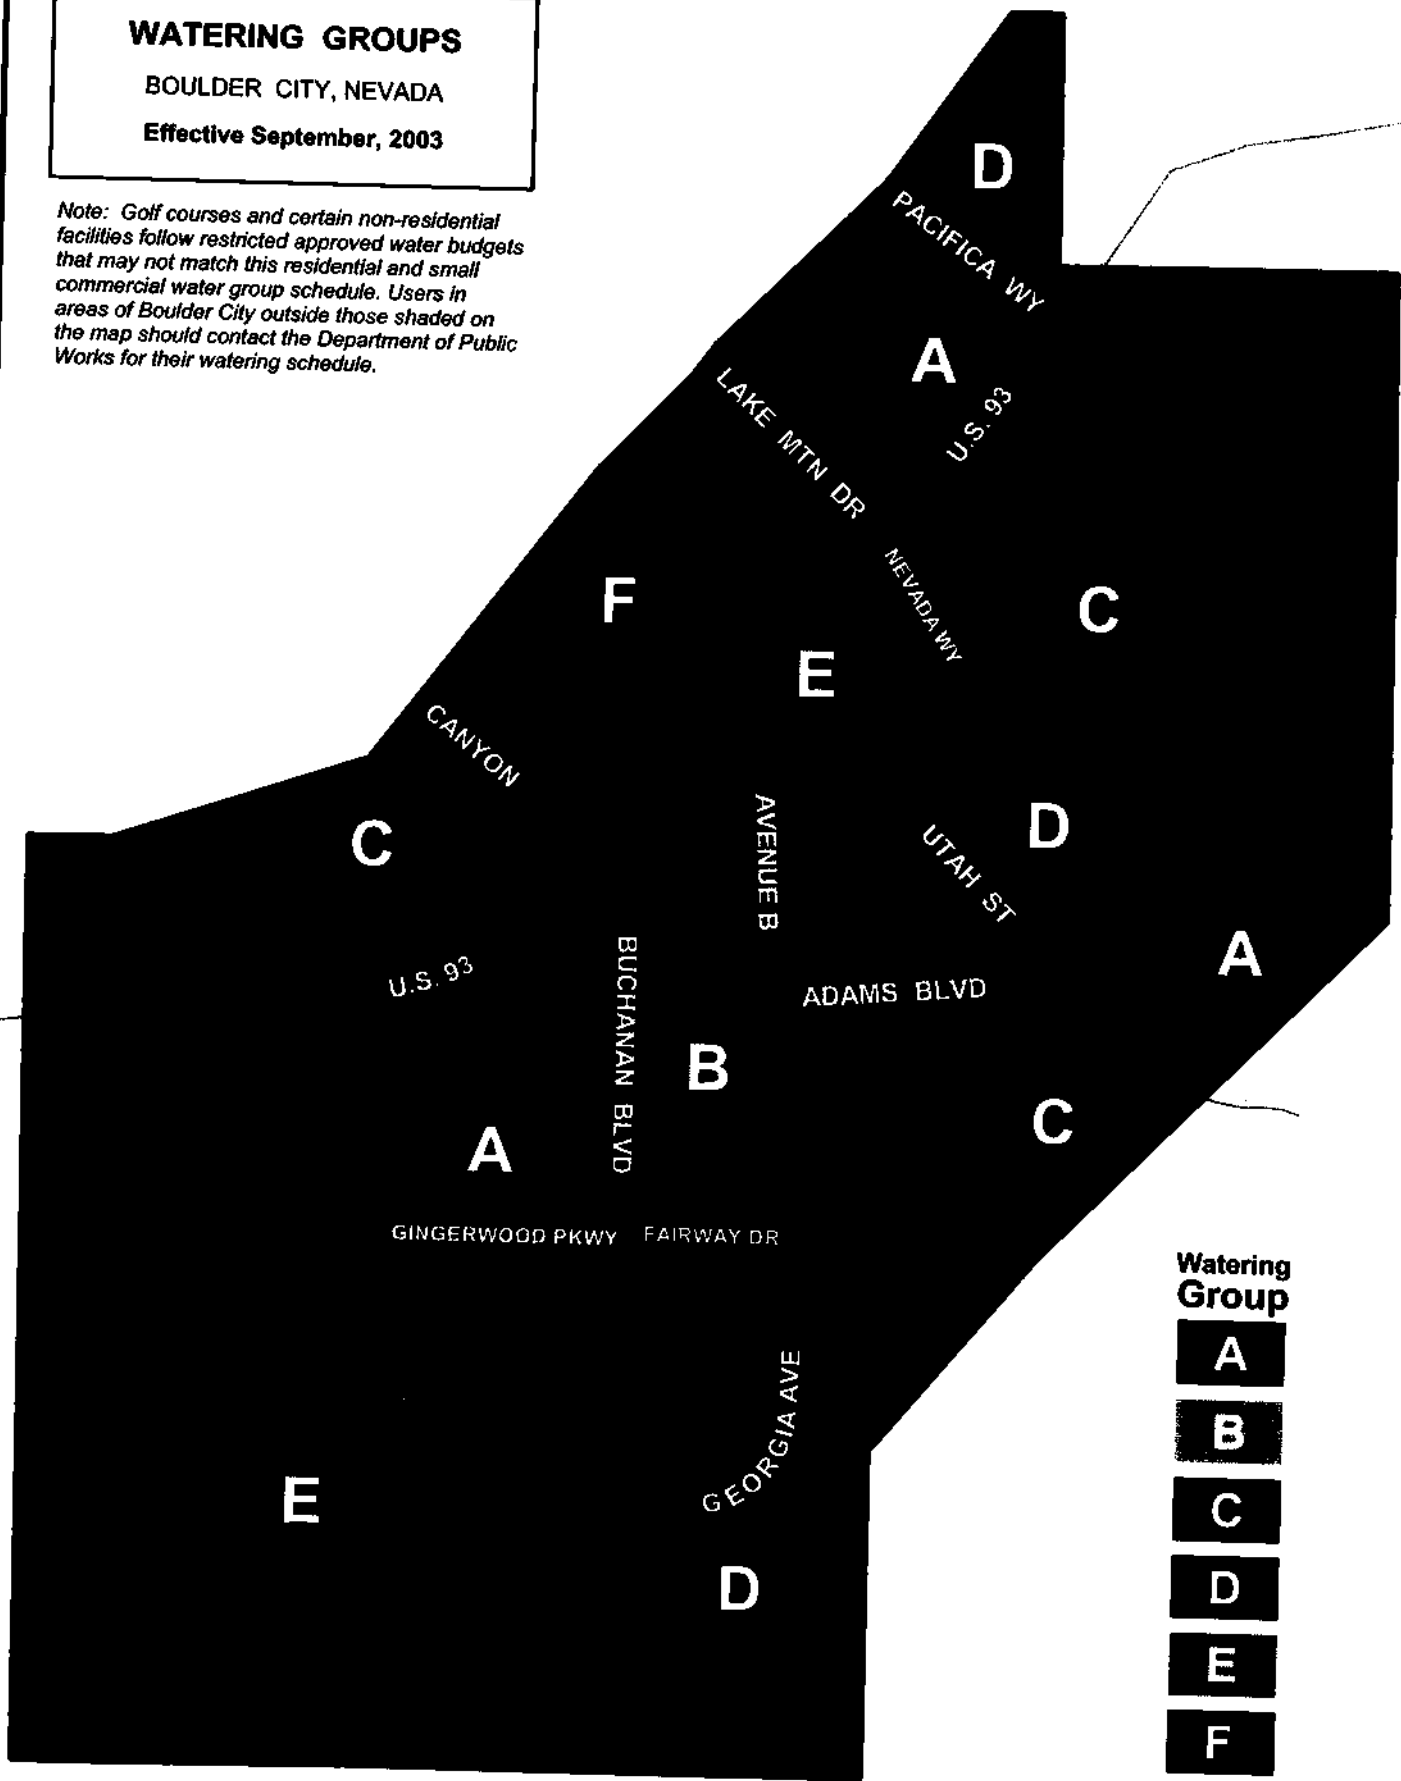 WATERING GROUPS
BOULDER CITY, NEVADA
Effective September, 2003
Note: Golf courses and certain non-residential
facilities follow restricted approved water budgets
that may not match this residential and small
commercial water group schedule. Users in
areas of Boulder City outside those shaded on
the map should contact the Department of Public
Works for their watering schedule.
D
PACIFICA WY
A
U.S. 93
LAKE MTN DR
NEVADA WY
F
C
E
CANYON
C
AVENUE B
D
UTAH ST
U.S. 93
BUCHANAN BLVD
ADAMS BLVD
A
B
C
A
GINGERWOOD PKWY
FAIRWAY DR
GEORGIA AVE
E
D
Watering
Group
A
B
C
D
E
F